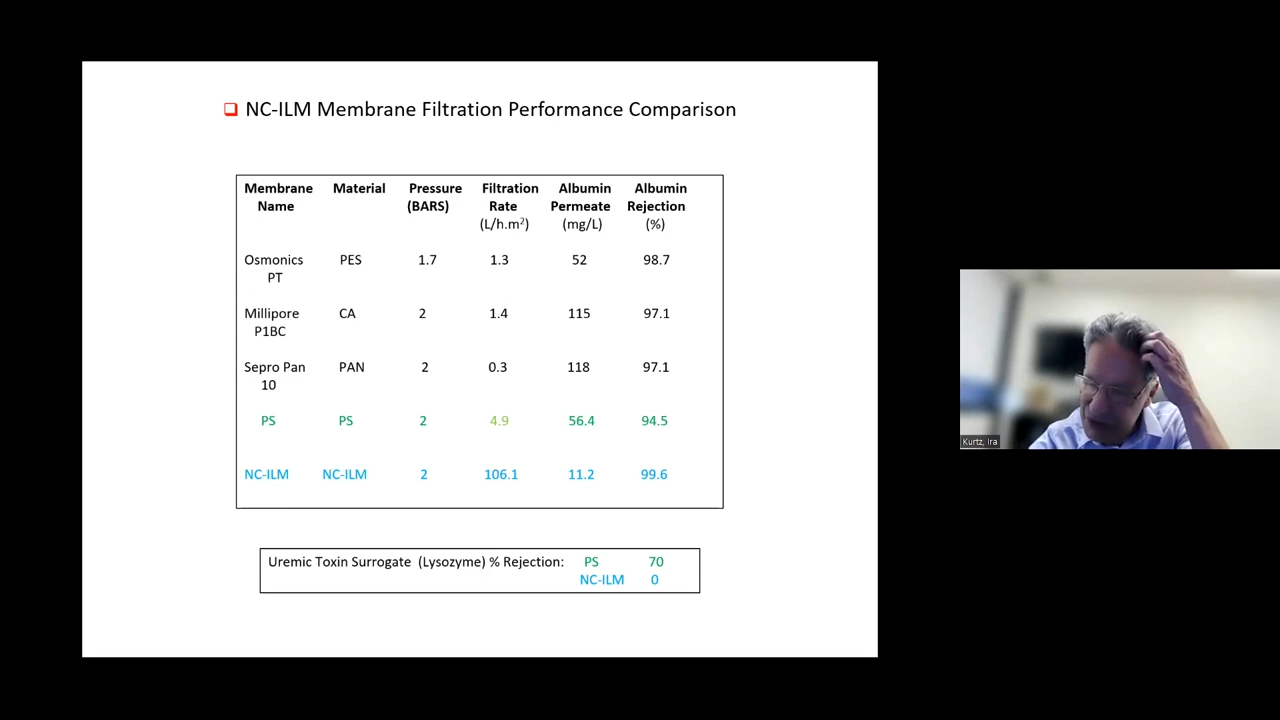 NC-ILM Membrane Filtration Performance Comparison
Membrane Material Pressure Filtration Albumin Albumin
Name (BARS) Rate Permeate Rejection
(L/h.m²) (mg/L) (%)
Osmonics PES 1.7 1.3 52 98.7
PT
Millipore CA 2 1.4 115 97.1
P1BC
Sepro Pan PAN 2 0.3 118 97.1
10
PS PS 2 4.9 56.4 94.5
NC-ILM NC-ILM 2 106.1 11.2 99.6
Uremic Toxin Surrogate (Lysozyme) % Rejection: PS 70
NC-ILM 0
Kurtz, Ira